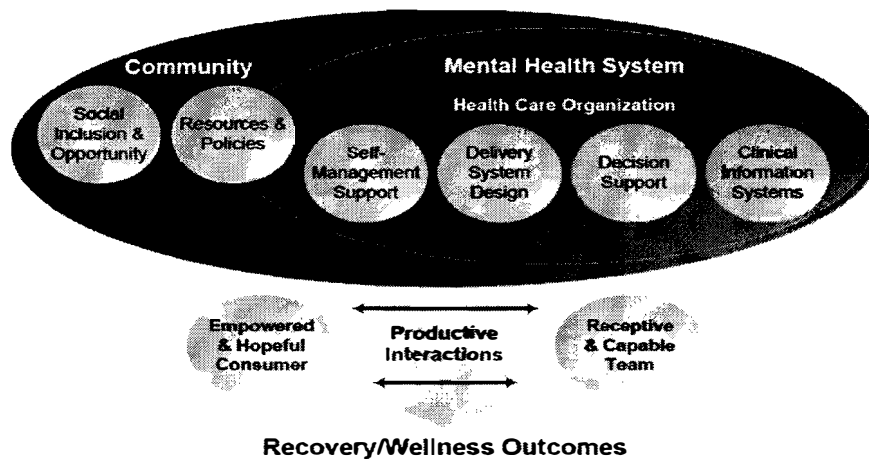 Community
Mental Health System
Health Care Organization
Social
Inclusion &
Opportunity
Resources &
Policies
Self-
Management
Support
Delivery
System
Design
Decision
Support
Clinical
Information
Systems
Empowered
& Hopeful
Consumer
Productive
Interactions
Receptive
& Capable
Team
Recovery/Wellness Outcomes